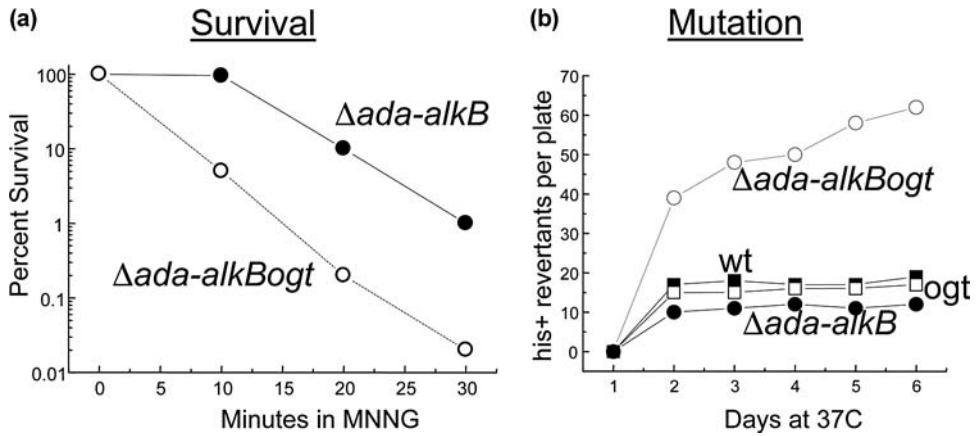 (a) Survival
Percent Survival
100
10
1
0.1
0.01
Δada-alkB
Δada-alkBogt
0 5 10 15 20 25 30
Minutes in MNNG
(b) Mutation
his+ revertants per plate
70
60
50
40
30
20
10
0
Δada-alkBogt
wt
ogt
Δada-alkB
1 2 3 4 5 6
Days at 37C